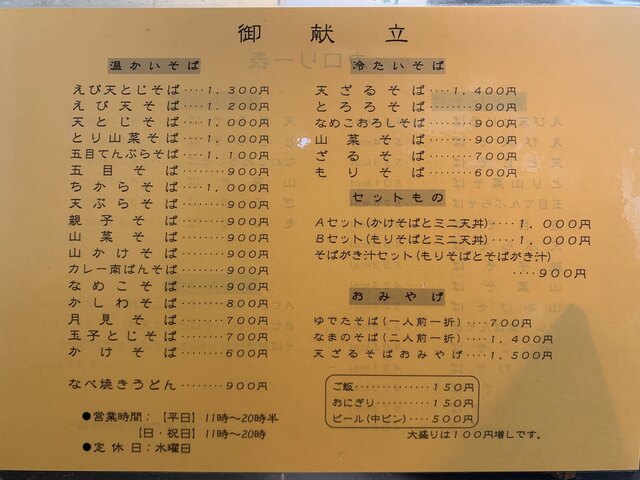 御献立
温かいそば
えび天とじそば‥‥1,300円
えび天そば‥‥1,200円
天とじそば‥‥1,000円
とり山菜そば‥‥1,000円
五目てんぷらそば‥‥1,100円
五目そば‥‥‥‥900円
ちからそば‥‥1,000円
天ぷらそば‥‥‥‥900円
親子そば‥‥‥‥900円
山菜そば‥‥‥‥900円
山かけそば‥‥‥‥900円
カレー南ばんそば‥‥‥‥900円
なめこそば‥‥‥‥900円
かしわそば‥‥‥‥800円
月見そば‥‥‥‥700円
玉子とじそば‥‥‥‥700円
かけそば‥‥‥‥600円
なべ焼きうどん‥‥‥‥900円
●営業時間:【平日】11時~20時半
【日・祝日】11時~20時
●定休日:水曜日
冷たいそば
天ざるそば‥‥1,400円
とろろそば‥‥‥‥900円
なめこおろしそば‥‥‥‥900円
山菜そば‥‥‥‥900円
ざるそば‥‥‥‥700円
もりそば‥‥‥‥600円
セットもの
Aセット(かけそばとミニ天丼)‥‥1,000円
Bセット(もりそばとミニ天丼)‥‥1,000円
そばがき汁セット(もりそばとそばがき汁)
‥‥900円
おみやげ
ゆでたそば(一人前一折)‥‥700円
なまのそば(二人前一折)‥‥1,400円
天ざるそばおみやげ‥‥1,500円
ご飯‥‥‥‥‥‥150円
おにぎり‥‥‥‥‥150円
ビール(中ビン)‥‥500円
大盛りは100円増しです。